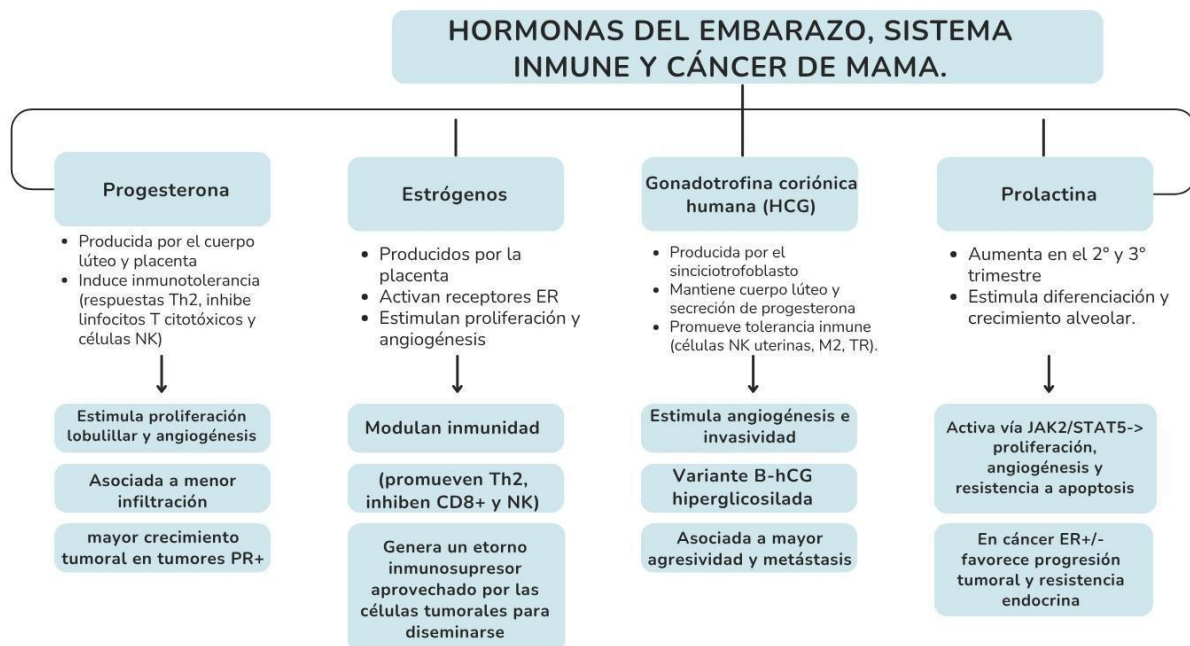 HORMONAS DEL EMBARAZO, SISTEMA
INMUNE Y CÁNCER DE MAMA.
Progesterona
• Producida por el cuerpo
lúteo y placenta
• Induce inmunotolerancia
(respuestas Th2, inhibe
linfocitos T citotóxicos y
células NK)
Estimula proliferación
lobulillar y angiogénesis
Asociada a menor
infiltración
mayor crecimiento
tumoral en tumores PR+
Estrógenos
• Producidos por la
placenta
• Activan receptores ER
• Estimulan proliferación y
angiogénesis
Modulan inmunidad
(promueven Th2,
inhiben CD8+ y NK)
Genera un etorno
inmunosupresor
aprovechado por las
células tumorales para
diseminarse
Gonadotrofina coriónica
humana (HCG)
• Producida por el
sinciciotrofoblasto
• Mantiene cuerpo lúteo y
secreción de progesterona
• Promueve tolerancia inmune
(células NK uterinas, M2, TR).
Estimula angiogénesis e
invasividad
Variante B-hCG
hiperglicosilada
Asociada a mayor
agresividad y metástasis
Prolactina
• Aumenta en el 2° y 3°
trimestre
• Estimula diferenciación y
crecimiento alveolar.
Activa vía JAK2/STAT5->
proliferación,
angiogénesis y
resistencia a apoptosis
En cáncer ER+/-
favorece progresión
tumoral y resistencia
endocrina